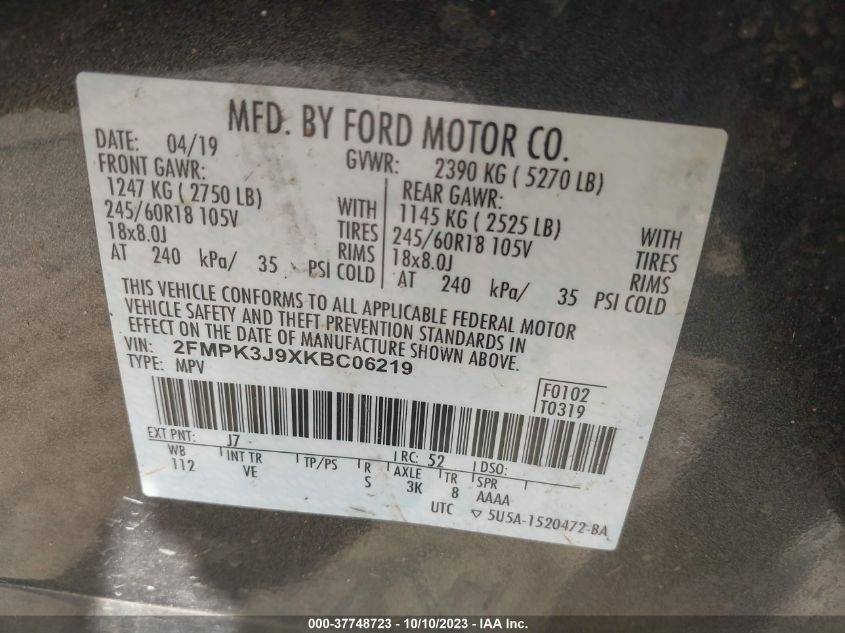 MFD. BY FORD MOTOR CO.
DATE: 04/19
GVWR: 2390 KG ( 5270 LB)
FRONT GAWR:
1247 KG ( 2750 LB)
245/60R18 105V
18x8.0J
AT 240 kPa/ 35 PSI COLD
WITH
TIRES
RIMS
REAR GAWR:
1145 KG ( 2525 LB)
245/60R18 105V
18x8.0J
AT 240 kPa/ 35 PSI COLD
WITH
TIRES
RIMS
THIS VEHICLE CONFORMS TO ALL APPLICABLE FEDERAL MOTOR
VEHICLE SAFETY AND THEFT PREVENTION STANDARDS IN
EFFECT ON THE DATE OF MANUFACTURE SHOWN ABOVE.
VIN: 2FMPK3J9XKBC06219
TYPE: MPV
F0102
T0319
EXT PNT: J7 RC: 52 DSO:
WB INT TR TP/PS R AXLE TR SPR
112 VE S 3K 8 AAAA
UTC ▽ 5U5A-1520472-BA
000-37748723 - 10/10/2023 - IAA Inc.